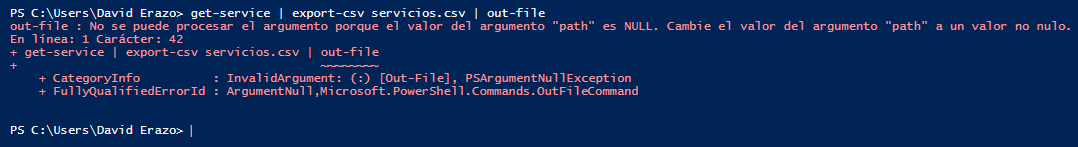 PS C:\Users\David Erazo> get-service | export-csv servicios.csv | out-file
out-file : No se puede procesar el argumento porque el valor del argumento "path" es NULL. Cambie el valor del argumento "path" a un valor no nulo.
En línea: 1 Carácter: 42
+ get-service | export-csv servicios.csv | out-file
+                                          ~~~~~~~~
    + CategoryInfo          : InvalidArgument: (:) [Out-File], PSArgumentNullException
    + FullyQualifiedErrorId : ArgumentNull,Microsoft.PowerShell.Commands.OutFileCommand
PS C:\Users\David Erazo>